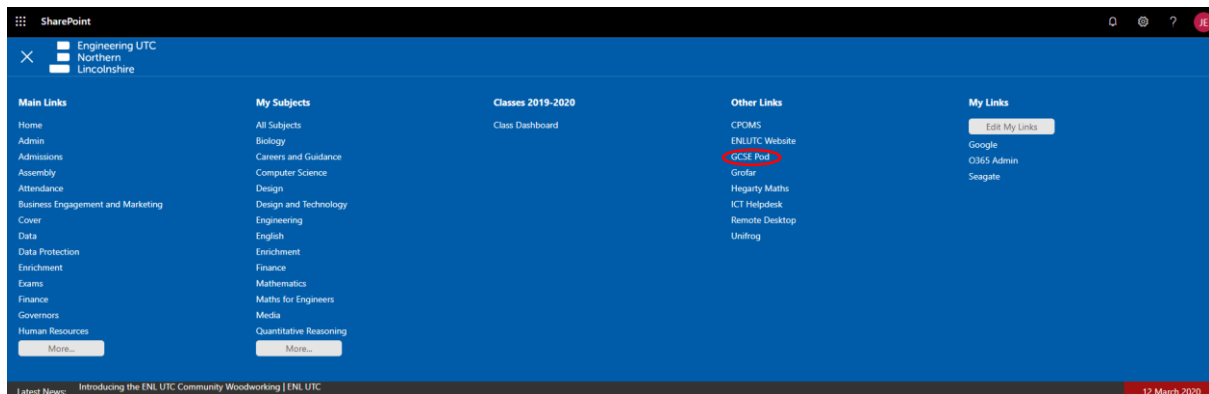 SharePoint
? JE
Engineering UTC
Northern
Lincolnshire
Main Links
Home
Admin
Admissions
Assembly
Attendance
Business Engagement and Marketing
Cover
Data
Data Protection
Enrichment
Exams
Finance
Governors
Human Resources
More...
My Subjects
All Subjects
Biology
Careers and Guidance
Computer Science
Design
Design and Technology
Engineering
English
Enrichment
Finance
Mathematics
Maths for Engineers
Media
Quantitative Reasoning
More...
Classes 2019-2020
Class Dashboard
Other Links
CPOMS
ENLUTC Website
GCSE Pod
Grofar
Hegarty Maths
ICT Helpdesk
Remote Desktop
Unifrog
My Links
Edit My Links
Google
O365 Admin
Seagate
Latest News: Introducing the ENL UTC Community Woodworking | ENL UTC
12 March 2020